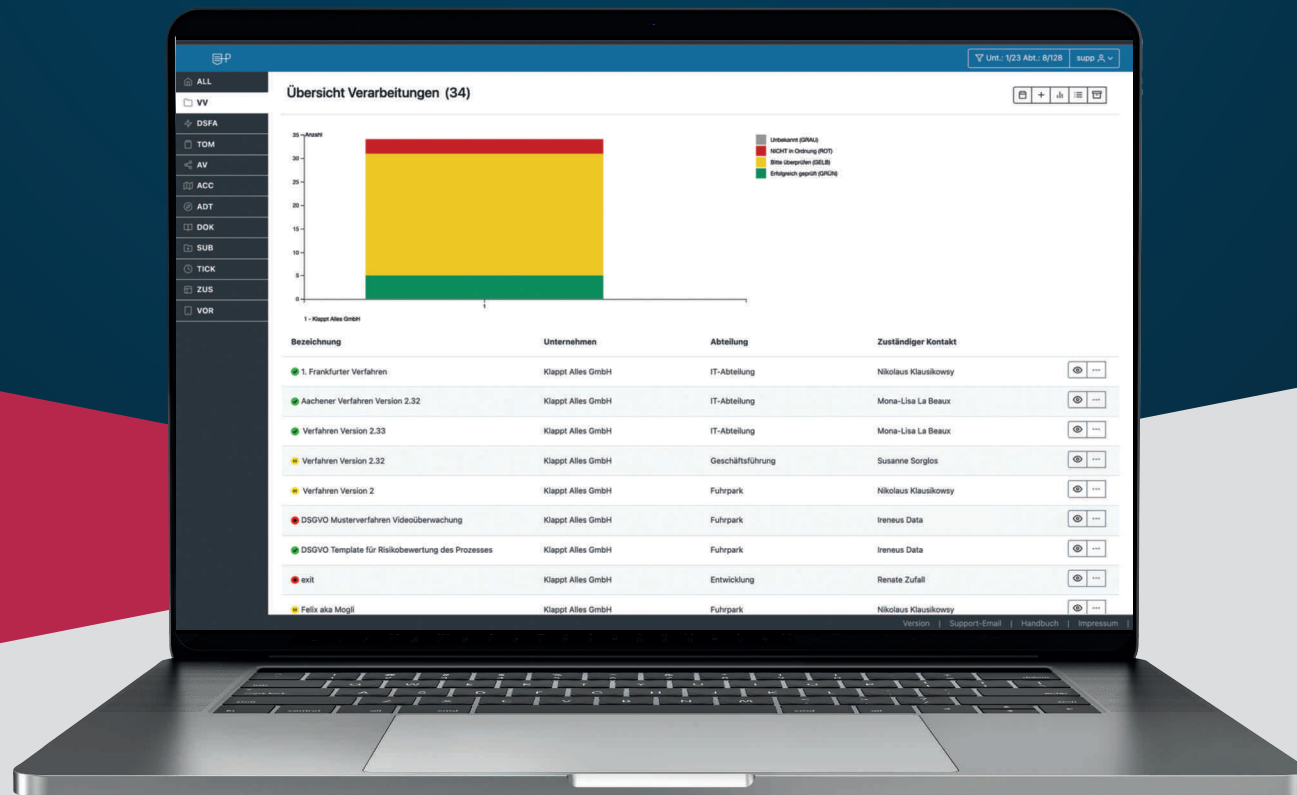 Unt.: 1/23 Abt.: 8/128 supp
ALL
VV
DSFA
TOM
AV
ACC
ADT
DOK
SUB
TICK
ZUS
VOR
Übersicht Verarbeitungen (34)
Anzahl
35
30
25
20
15
10
5
0
1
1 - Klappt Alles GmbH
Unbekannt (GRAU)
NICHT in Ordnung (ROT)
Bitte überprüfen (GELB)
Erfolgreich geprüft (GRÜN)
Bezeichnung Unternehmen Abteilung Zuständiger Kontakt
1. Frankfurter Verfahren Klappt Alles GmbH IT-Abteilung Nikolaus Klausikowsy
Aachener Verfahren Version 2.32 Klappt Alles GmbH IT-Abteilung Mona-Lisa La Beaux
Verfahren Version 2.33 Klappt Alles GmbH IT-Abteilung Mona-Lisa La Beaux
Verfahren Version 2.32 Klappt Alles GmbH Geschäftsführung Susanne Sorglos
Verfahren Version 2 Klappt Alles GmbH Fuhrpark Nikolaus Klausikowsy
DSGVO Musterverfahren Videoüberwachung Klappt Alles GmbH Fuhrpark Ireneus Data
DSGVO Template für Risikobewertung des Prozesses Klappt Alles GmbH Fuhrpark Ireneus Data
exit Klappt Alles GmbH Entwicklung Renate Zufall
Felix aka Mogli Klappt Alles GmbH Fuhrpark Nikolaus Klausikowsy
Version | Support-Email | Handbuch | Impressum |